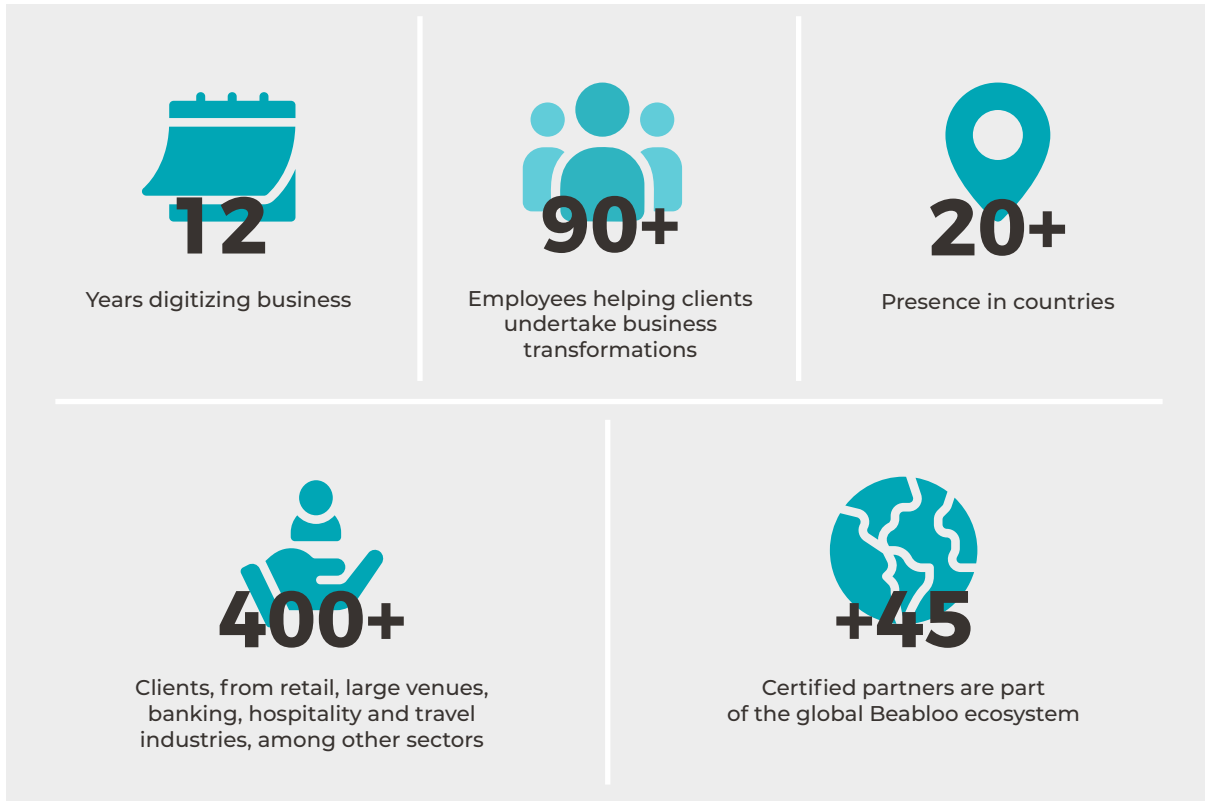 12
Years digitizing business
90+
Employees helping clients
undertake business
transformations
20+
Presence in countries
400+
Clients, from retail, large venues,
banking, hospitality and travel
industries, among other sectors
+45
Certified partners are part
of the global Beabloo ecosystem